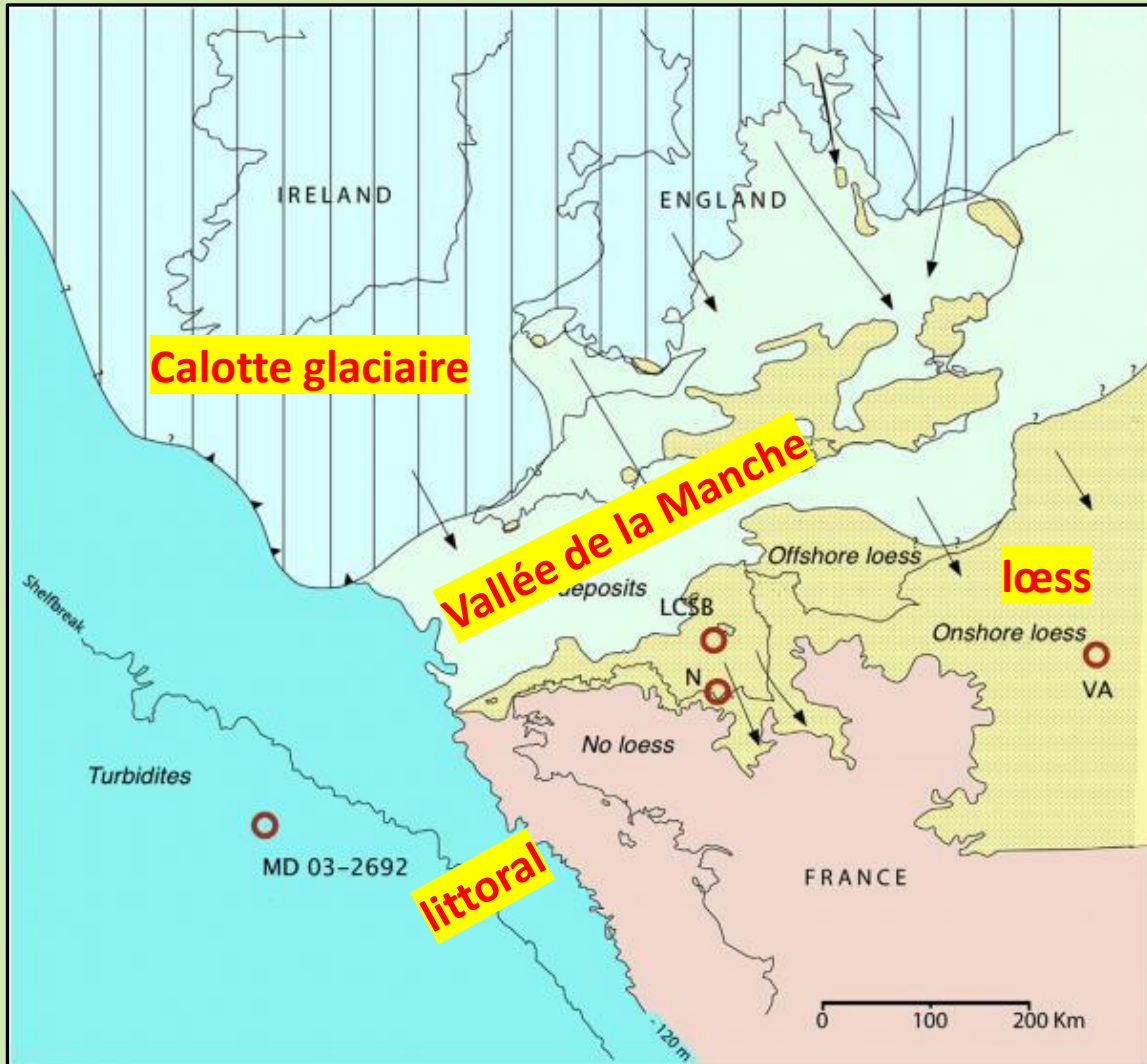 IRELAND
ENGLAND
Calotte glaciaire
Vallée de la Manche
Offshore loess
deposits
lœss
LCSB
Onshore loess
Shelfbreak
N
VA
No loess
Turbidites
MD 03-2692
littoral
FRANCE
- 120 m
0 100 200 Km
? ? ? ? ? ? ?